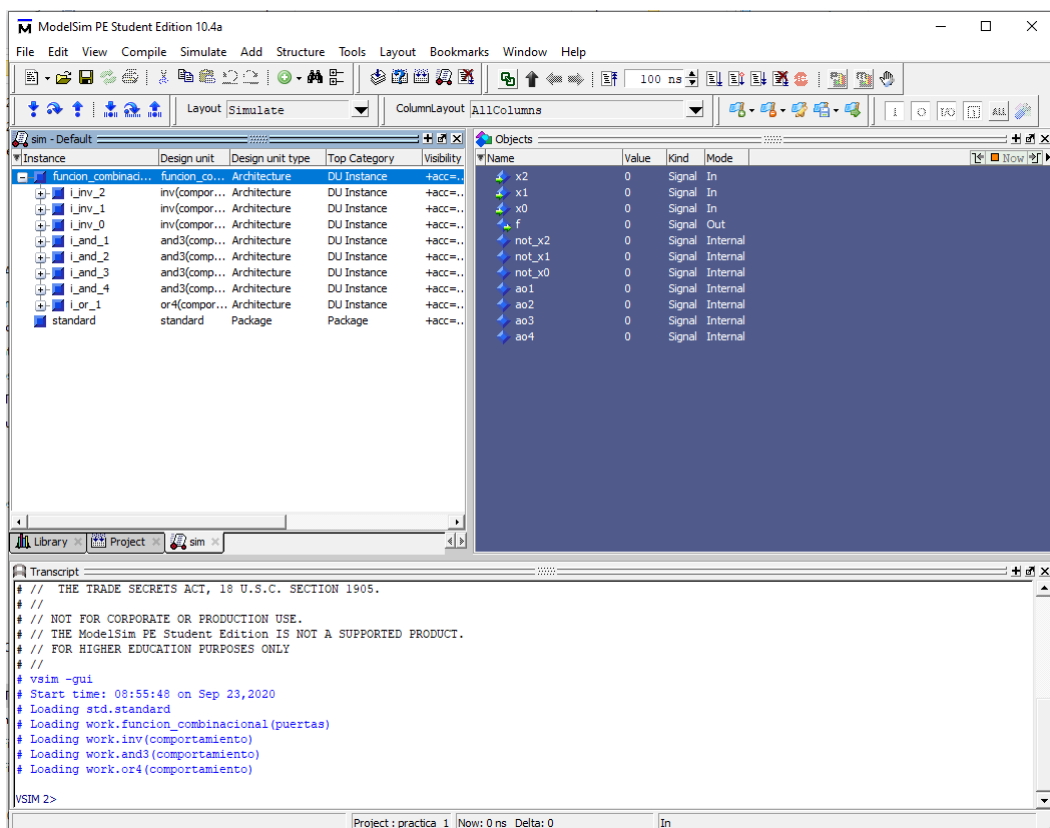 ModelSim PE Student Edition 10.4a
File Edit View Compile Simulate Add Structure Tools Layout Bookmarks Window Help
100 ns
Layout Simulate ColumnLayout AllColumns
sim - Default
Instance Design unit Design unit type Top Category Visibility
funcion_combinaci... funcion_co... Architecture DU Instance +acc=..
i_inv_2 inv(compor... Architecture DU Instance +acc=..
i_inv_1 inv(compor... Architecture DU Instance +acc=..
i_inv_0 inv(compor... Architecture DU Instance +acc=..
i_and_1 and3(comp... Architecture DU Instance +acc=..
i_and_2 and3(comp... Architecture DU Instance +acc=..
i_and_3 and3(comp... Architecture DU Instance +acc=..
i_and_4 and3(comp... Architecture DU Instance +acc=..
i_or_1 or4(compor... Architecture DU Instance +acc=..
standard standard Package Package +acc=..
Library Project sim
Objects
Name Value Kind Mode Now
x2 0 Signal In
x1 0 Signal In
x0 0 Signal In
f 0 Signal Out
not_x2 0 Signal Internal
not_x1 0 Signal Internal
not_x0 0 Signal Internal
ao1 0 Signal Internal
ao2 0 Signal Internal
ao3 0 Signal Internal
ao4 0 Signal Internal
Transcript
# // THE TRADE SECRETS ACT, 18 U.S.C. SECTION 1905.
# //
# // NOT FOR CORPORATE OR PRODUCTION USE.
# // THE ModelSim PE Student Edition IS NOT A SUPPORTED PRODUCT.
# // FOR HIGHER EDUCATION PURPOSES ONLY
# //
# vsim -gui
# Start time: 08:55:48 on Sep 23,2020
# Loading std.standard
# Loading work.funcion_combinacional(puertas)
# Loading work.inv(comportamiento)
# Loading work.and3(comportamiento)
# Loading work.or4(comportamiento)
VSIM 2>
Project : practica_1 Now: 0 ns Delta: 0 In